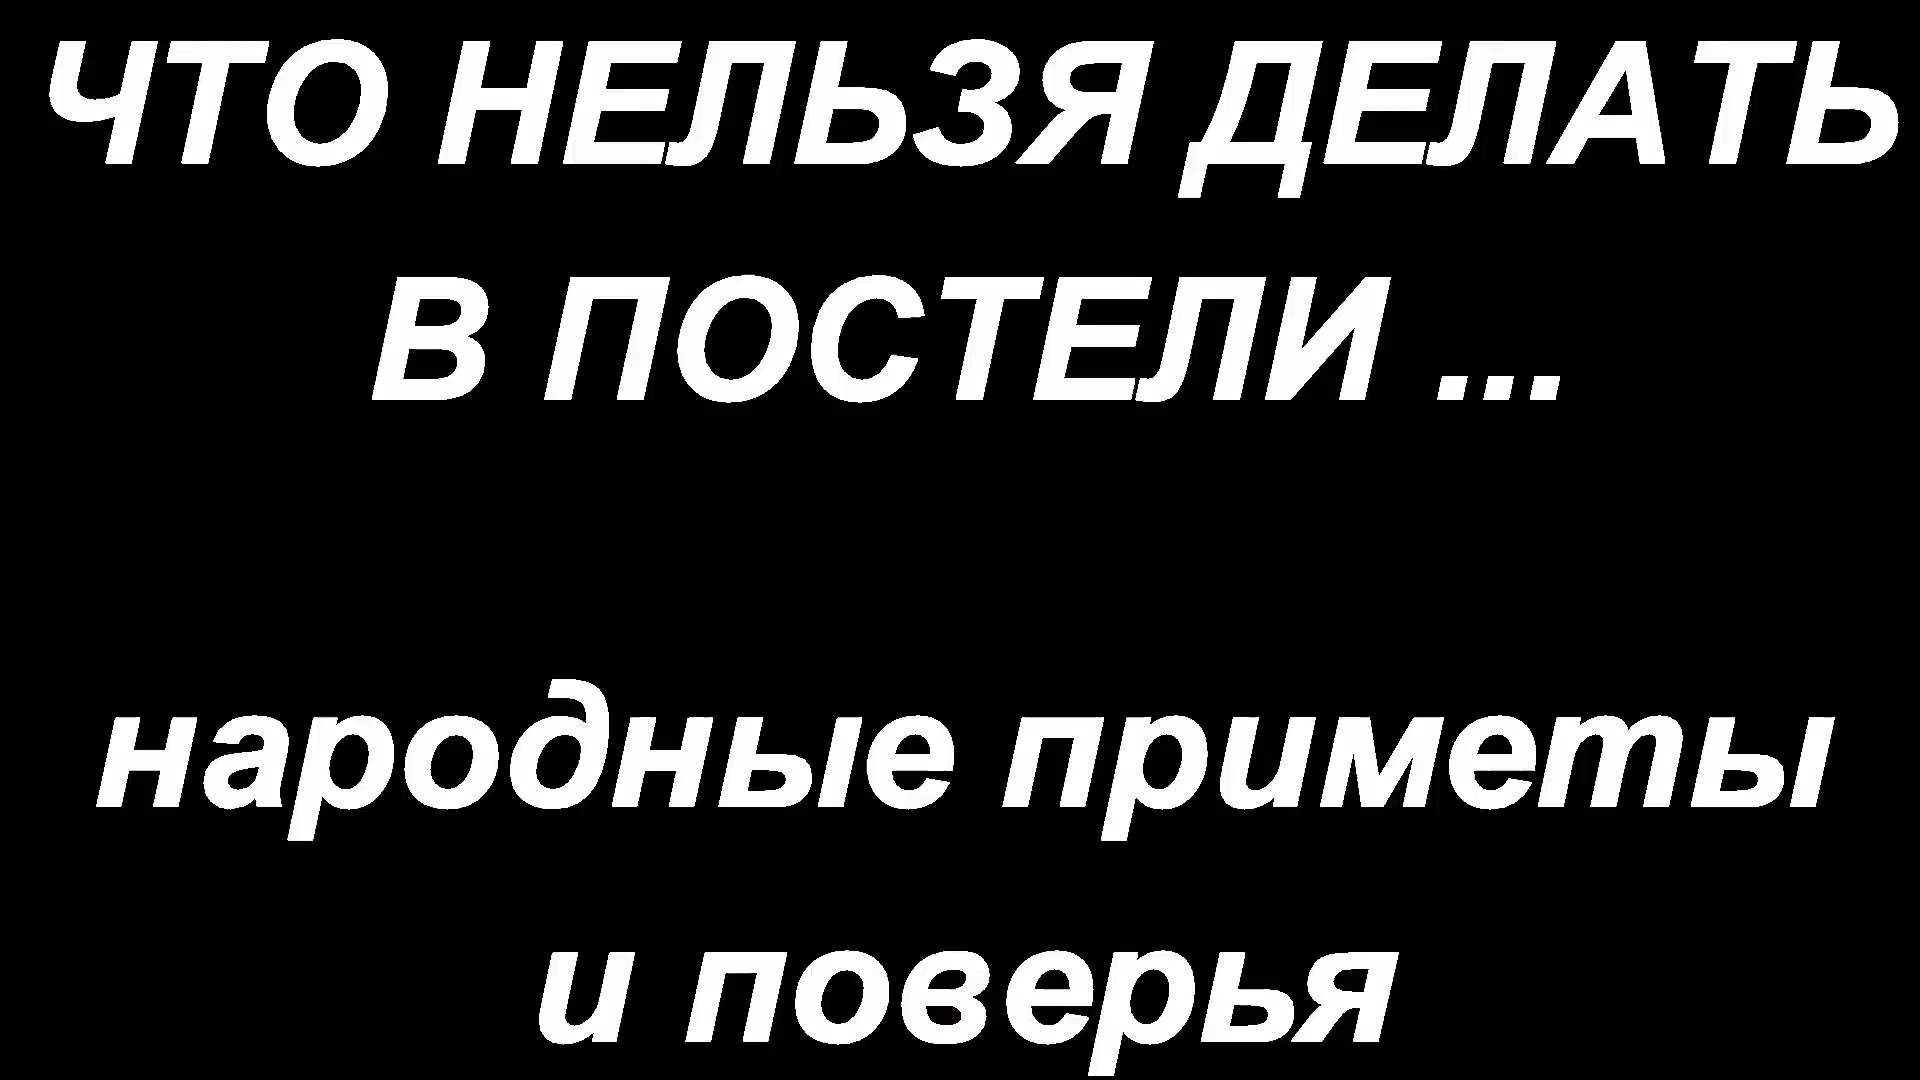 ЧТО НЕЛЬЗЯ ДЕЛАТЬ
В ПОСТЕЛИ ...
народные приметы
и поверья